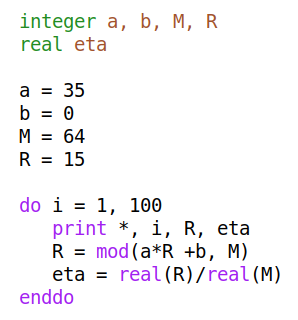 integer a, b, M, R
real eta
a = 35
b = 0
M = 64
R = 15
do i = 1, 100
print *, i, R, eta
R = mod(a*R +b, M)
eta = real(R)/real(M)
enddo